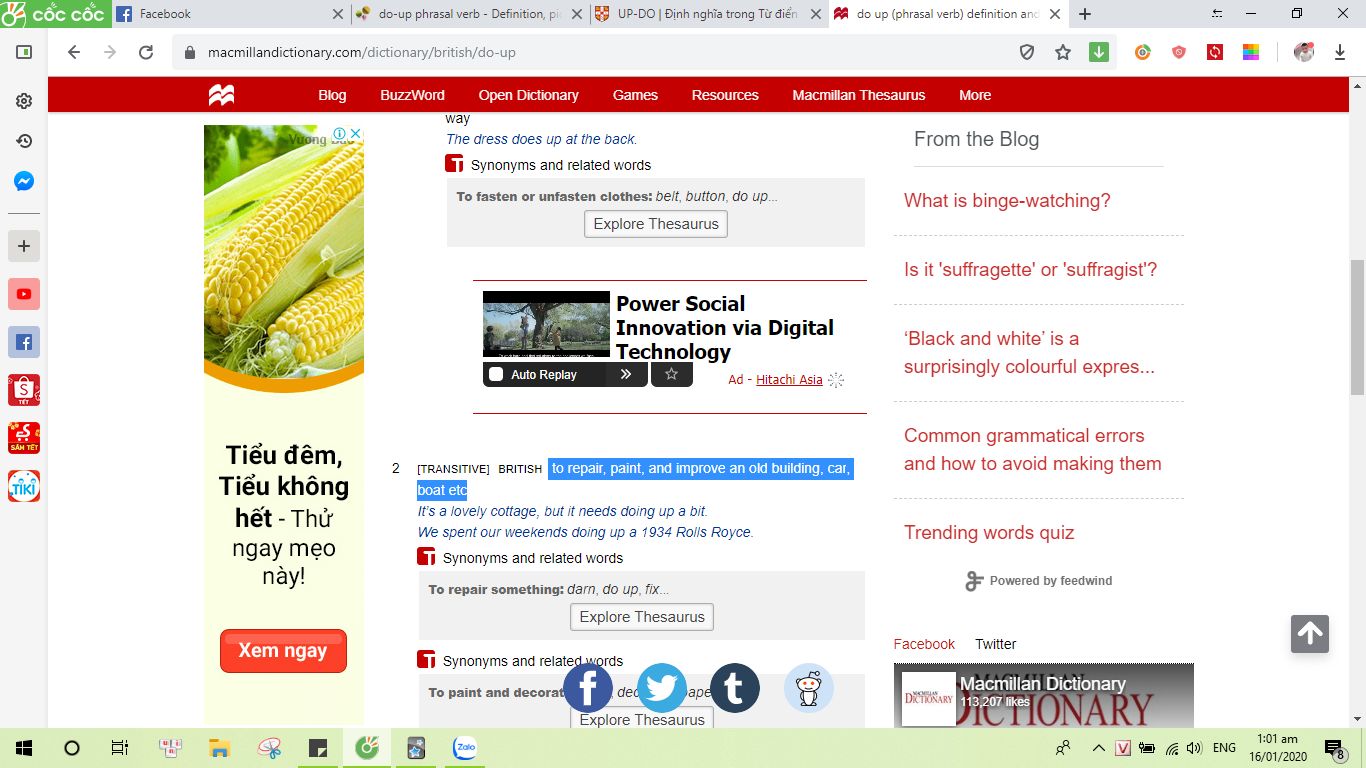 cốc cốc
Facebook
do-up phrasal verb - Definition, pi
UP-DO | Định nghĩa trong Từ điển
do up (phrasal verb) definition and
macmillandictionary.com/dictionary/british/do-up
Blog
BuzzWord
Open Dictionary
Games
Resources
Macmillan Thesaurus
More
way
The dress does up at the back.
T Synonyms and related words
To fasten or unfasten clothes: belt, button, do up...
Explore Thesaurus
Power Social
Innovation via Digital
Technology
Auto Replay
Ad - Hitachi Asia
2 [TRANSITIVE] BRITISH to repair, paint, and improve an old building, car,
boat etc
It's a lovely cottage, but it needs doing up a bit.
We spent our weekends doing up a 1934 Rolls Royce.
T Synonyms and related words
To repair something: darn, do up, fix...
Explore Thesaurus
T Synonyms and related words
To paint and
Explore Thesaurus
Tiểu đêm,
Tiểu không
hết - Thử
ngay mẹo
này!
Xem ngay
From the Blog
What is binge-watching?
Is it 'suffragette' or 'suffragist'?
‘Black and white’ is a
surprisingly colourful expres...
Common grammatical errors
and how to avoid making them
Trending words quiz
Powered by feedwind
Facebook
Twitter
Macmillan Dictionary
113,207 likes
MACMILLAN
DICTIONARY
TẾT
SẮM TẾT
TIKI
Zalo
ENG
1:01 am
16/01/2020
8